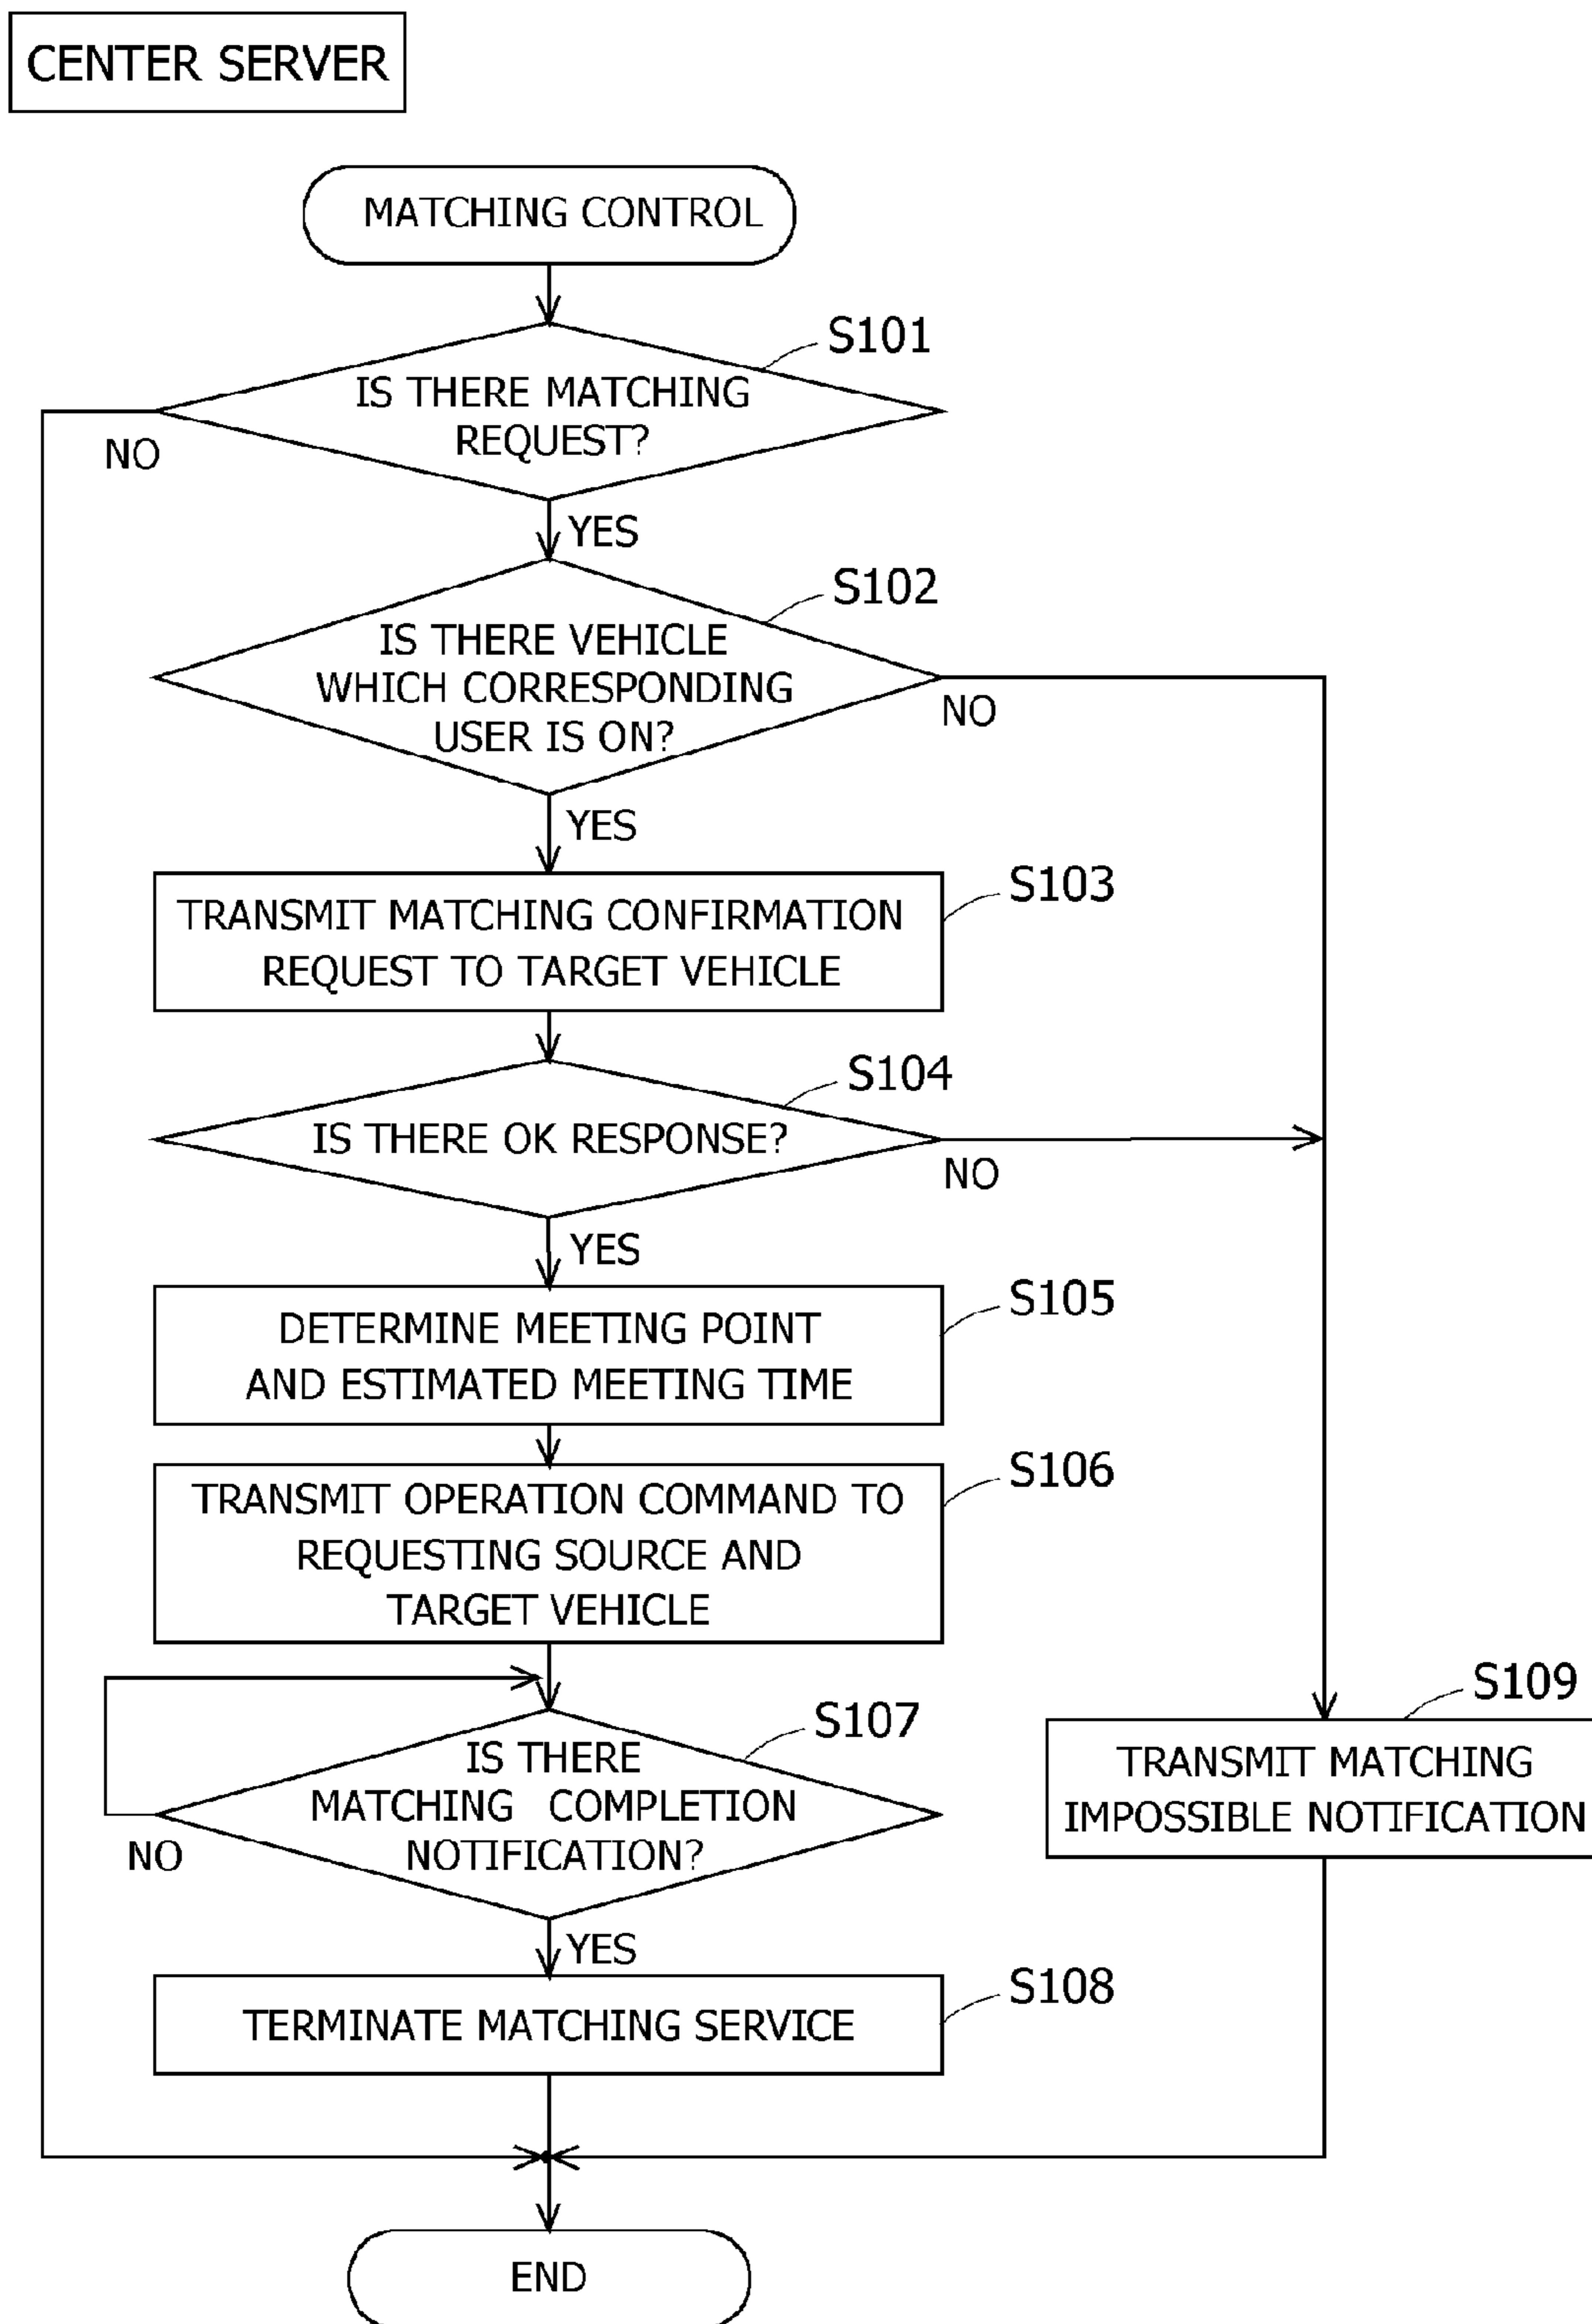 CENTER SERVER
MATCHING CONTROL
S101
IS THERE MATCHING
REQUEST?
NO
YES
S102
IS THERE VEHICLE
WHICH CORRESPONDING
USER IS ON?
NO
YES
S103
TRANSMIT MATCHING CONFIRMATION
REQUEST TO TARGET VEHICLE
S104
IS THERE OK RESPONSE?
NO
YES
S105
DETERMINE MEETING POINT
AND ESTIMATED MEETING TIME
S106
TRANSMIT OPERATION COMMAND TO
REQUESTING SOURCE AND
TARGET VEHICLE
S107
IS THERE
MATCHING COMPLETION
NOTIFICATION?
NO
YES
S109
TRANSMIT MATCHING
IMPOSSIBLE NOTIFICATION
S108
TERMINATE MATCHING SERVICE
END